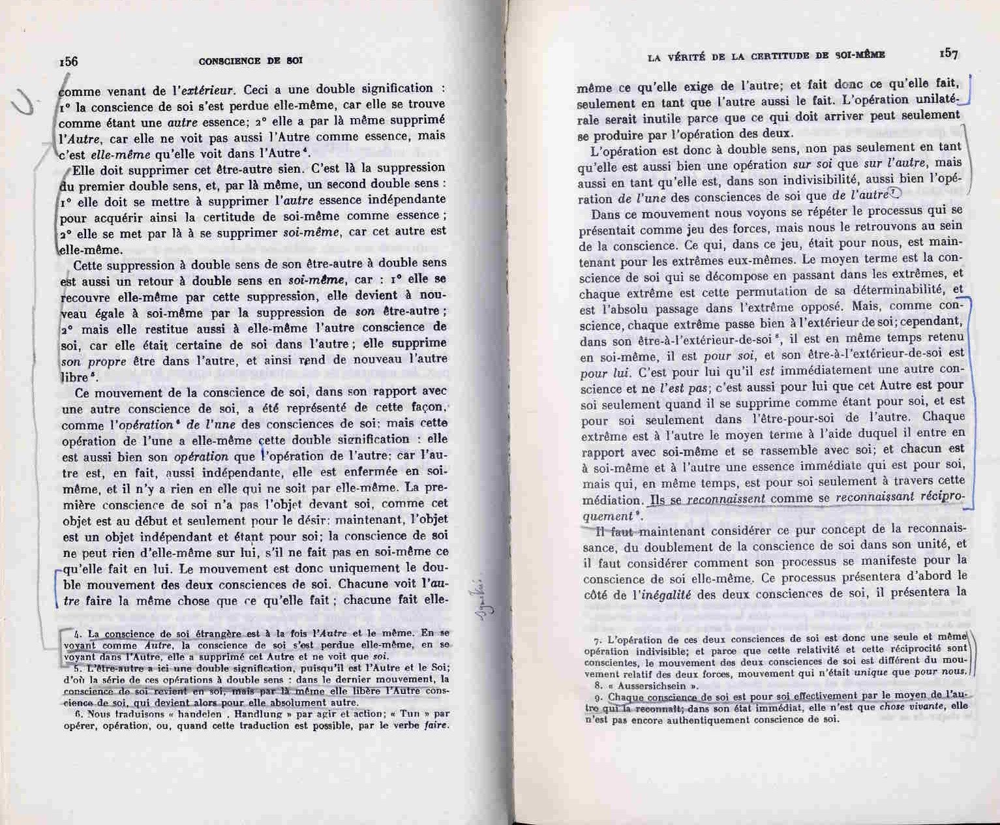 156
CONSCIENCE DE SOI
comme venant de l'extérieur. Ceci a une double signification :
1º la conscience de soi s'est perdue elle-même, car elle se trouve
comme étant une autre essence; 2º elle a par là même supprimé
l'Autre, car elle ne voit pas aussi l'Autre comme essence, mais
c'est elle-même qu'elle voit dans l'Autre⁴.
Elle doit supprimer cet être-autre sien. C'est là la suppression
du premier double sens, et, par là même, un second double sens :
1º elle doit se mettre à supprimer l'autre essence indépendante
pour acquérir ainsi la certitude de soi-même comme essence ;
2º elle se met par là à se supprimer soi-même, car cet autre est
elle-même.
Cette suppression à double sens de son être-autre à double sens
est aussi un retour à double sens en soi-même, car : 1º elle se
recouvre elle-même par cette suppression, elle devient à nou-
veau égale à soi-même par la suppression de son être-autre ;
2º mais elle restitue aussi à elle-même l'autre conscience de
soi, car elle était certaine de soi dans l'autre ; elle supprime
son propre être dans l'autre, et ainsi rend de nouveau l'autre
libre⁵.
Ce mouvement de la conscience de soi, dans son rapport avec
une autre conscience de soi, a été représenté de cette façon,
comme l'opération⁶ de l'une des consciences de soi; mais cette
opération de l'une a elle-même cette double signification : elle
est aussi bien son opération que l'opération de l'autre; car l'au-
tre est, en fait, aussi indépendante, elle est enfermée en soi-
même, et il n'y a rien en elle qui ne soit par elle-même. La pre-
mière conscience de soi n'a pas l'objet devant soi, comme cet
objet est au début et seulement pour le désir; maintenant, l'objet
est un objet indépendant et étant pour soi; la conscience de soi
ne peut rien d'elle-même sur lui, s'il ne fait pas en soi-même ce
qu'elle fait en lui. Le mouvement est donc uniquement le dou-
ble mouvement des deux consciences de soi. Chacune voit l'au-
tre faire la même chose que ce qu'elle fait ; chacune fait elle-
4. La conscience de soi étrangère est à la fois l'Autre et le même. En se
voyant comme Autre, la conscience de soi s'est perdue elle-même, en se
voyant dans l'Autre, elle a supprimé cet Autre et ne voit que soi.
5. L'être-autre a ici une double signification, puisqu'il est l'Autre et le Soi;
d'où la série de ces opérations à double sens : dans le dernier mouvement, la
conscience de soi revient en soi, mais par là même elle libère l'Autre cons-
cience de soi, qui devient alors pour elle absolument autre.
6. Nous traduisons « handelen , Handlung » par agir et action; « Tun » par
opérer, opération, ou, quand cette traduction est possible, par le verbe faire.
LA VÉRITÉ DE LA CERTITUDE DE SOI-MÊME
157
même ce qu'elle exige de l'autre; et fait donc ce qu'elle fait,
seulement en tant que l'autre aussi le fait. L'opération unilaté-
rale serait inutile parce que ce qui doit arriver peut seulement
se produire par l'opération des deux.
L'opération est donc à double sens, non pas seulement en tant
qu'elle est aussi bien une opération sur soi que sur l'autre, mais
aussi en tant qu'elle est, dans son indivisibilité, aussi bien l'opé-
ration de l'une des consciences de soi que de l'autre⁷.
Dans ce mouvement nous voyons se répéter le processus qui se
présentait comme jeu des forces, mais nous le retrouvons au sein
de la conscience. Ce qui, dans ce jeu, était pour nous, est main-
tenant pour les extrêmes eux-mêmes. Le moyen terme est la con-
science de soi qui se décompose en passant dans les extrêmes, et
chaque extrême est cette permutation de sa déterminabilité, et
est l'absolu passage dans l'extrême opposé. Mais, comme con-
science, chaque extrême passe bien à l'extérieur de soi; cependant,
dans son être-à-l'extérieur-de-soi⁸, il est en même temps retenu
en soi-même, il est pour soi, et son être-à-l'extérieur-de-soi est
pour lui. C'est pour lui qu'il est immédiatement une autre con-
science et ne l'est pas; c'est aussi pour lui que cet Autre est pour
soi seulement quand il se supprime comme étant pour soi, et est
pour soi seulement dans l'être-pour-soi de l'autre. Chaque
extrême est à l'autre le moyen terme à l'aide duquel il entre en
rapport avec soi-même et se rassemble avec soi; et chacun est
à soi-même et à l'autre une essence immédiate qui est pour soi,
mais qui, en même temps, est pour soi seulement à travers cette
médiation. Ils se reconnaissent comme se reconnaissant récipro-
quement⁹.
Il faut maintenant considérer ce pur concept de la reconnais-
sance, du doublement de la conscience de soi dans son unité, et
il faut considérer comment son processus se manifeste pour la
conscience de soi elle-même. Ce processus présentera d'abord le
côté de l'inégalité des deux consciences de soi, il présentera la
7. L'opération de ces deux consciences de soi est donc une seule et même
opération indivisible; et parce que cette relativité et cette réciprocité sont
conscientes, le mouvement des deux consciences de soi est différent du mou-
vement relatif des deux forces, mouvement qui n'était unique que pour nous.
8. « Aussersichsein ».
9. Chaque conscience de soi est pour soi effectivement par le moyen de l'au-
tre qui la reconnaît; dans son état immédiat, elle n'est que chose vivante, elle
n'est pas encore authentiquement conscience de soi.